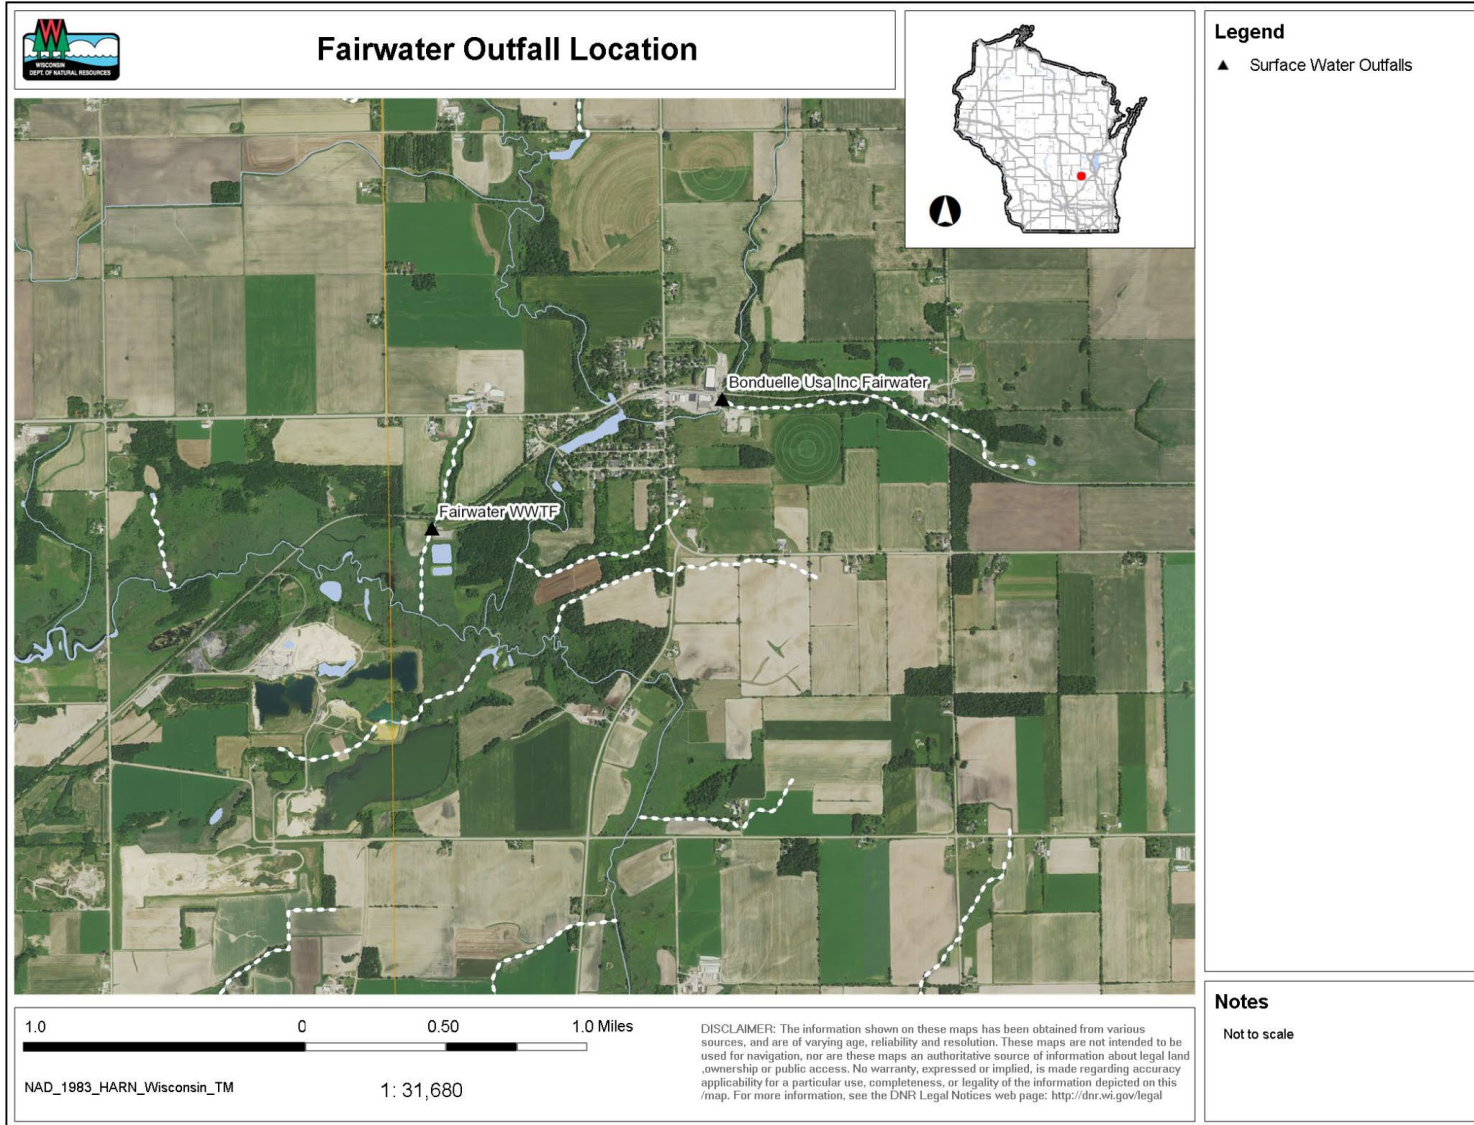 WISCONSIN
DEPT. OF NATURAL RESOURCES
Fairwater Outfall Location
Legend
Surface Water Outfalls
Bonduelle Usa Inc Fairwater
Fairwater WWTF
1.0 0 0.50 1.0 Miles
NAD_1983_HARN_Wisconsin_TM
1: 31,680
DISCLAIMER: The information shown on these maps has been obtained from various
sources, and are of varying age, reliability and resolution. These maps are not intended to be
used for navigation, nor are these maps an authoritative source of information about legal land
,ownership or public access. No warranty, expressed or implied, is made regarding accuracy
applicability for a particular use, completeness, or legality of the information depicted on this
/map. For more information, see the DNR Legal Notices web page: http://dnr.wi.gov/legal
Notes
Not to scale